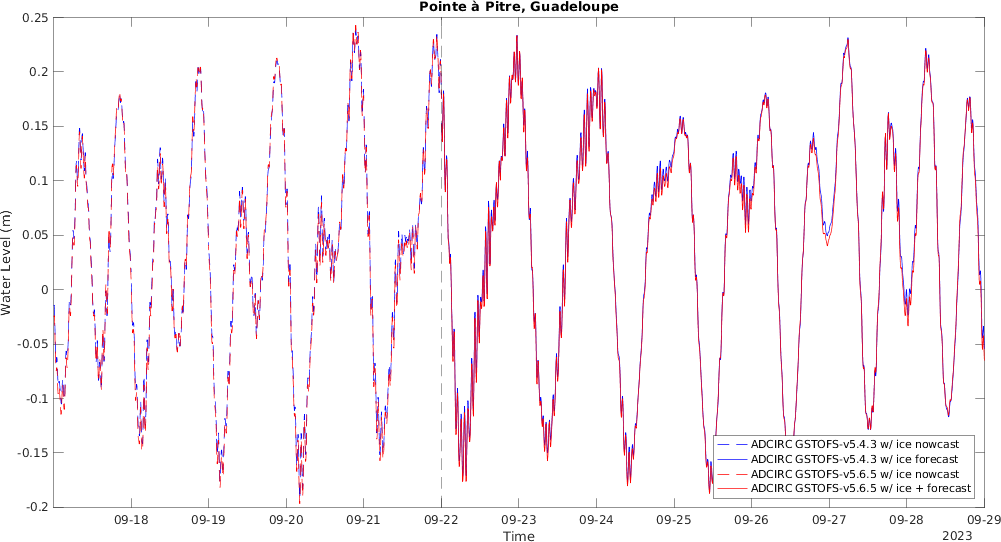 Pointe à Pitre, Guadeloupe
0.25
0.2
0.15
0.1
0.05
0
-0.05
-0.1
-0.15
-0.2
Water Level (m)
ADCIRC GSTOFS-v5.4.3 w/ ice nowcast
ADCIRC GSTOFS-v5.4.3 w/ ice forecast
ADCIRC GSTOFS-v5.6.5 w/ ice nowcast
ADCIRC GSTOFS-v5.6.5 w/ ice + forecast
09-18 09-19 09-20 09-21 09-22 09-23 09-24 09-25 09-26 09-27 09-28 09-29
Time
2023